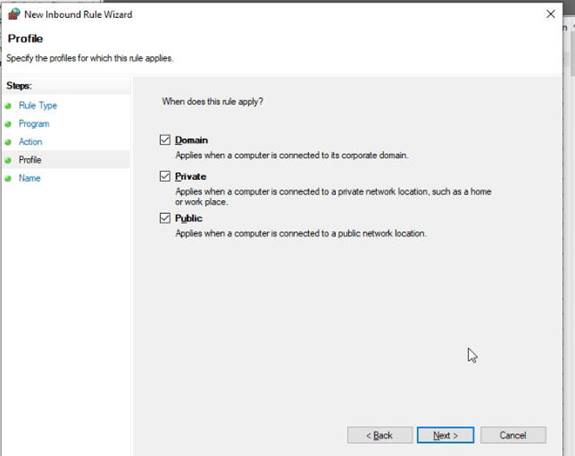 New Inbound Rule Wizard
Profile
Specify the profiles for which this rule applies.
Steps:
Rule Type
Program
Action
Profile
Name
When does this rule apply?
Domain
Applies when a computer is connected to its corporate domain.
Private
Applies when a computer is connected to a private network location, such as a home
or work place.
Public
Applies when a computer is connected to a public network location.
< Back
Next >
Cancel